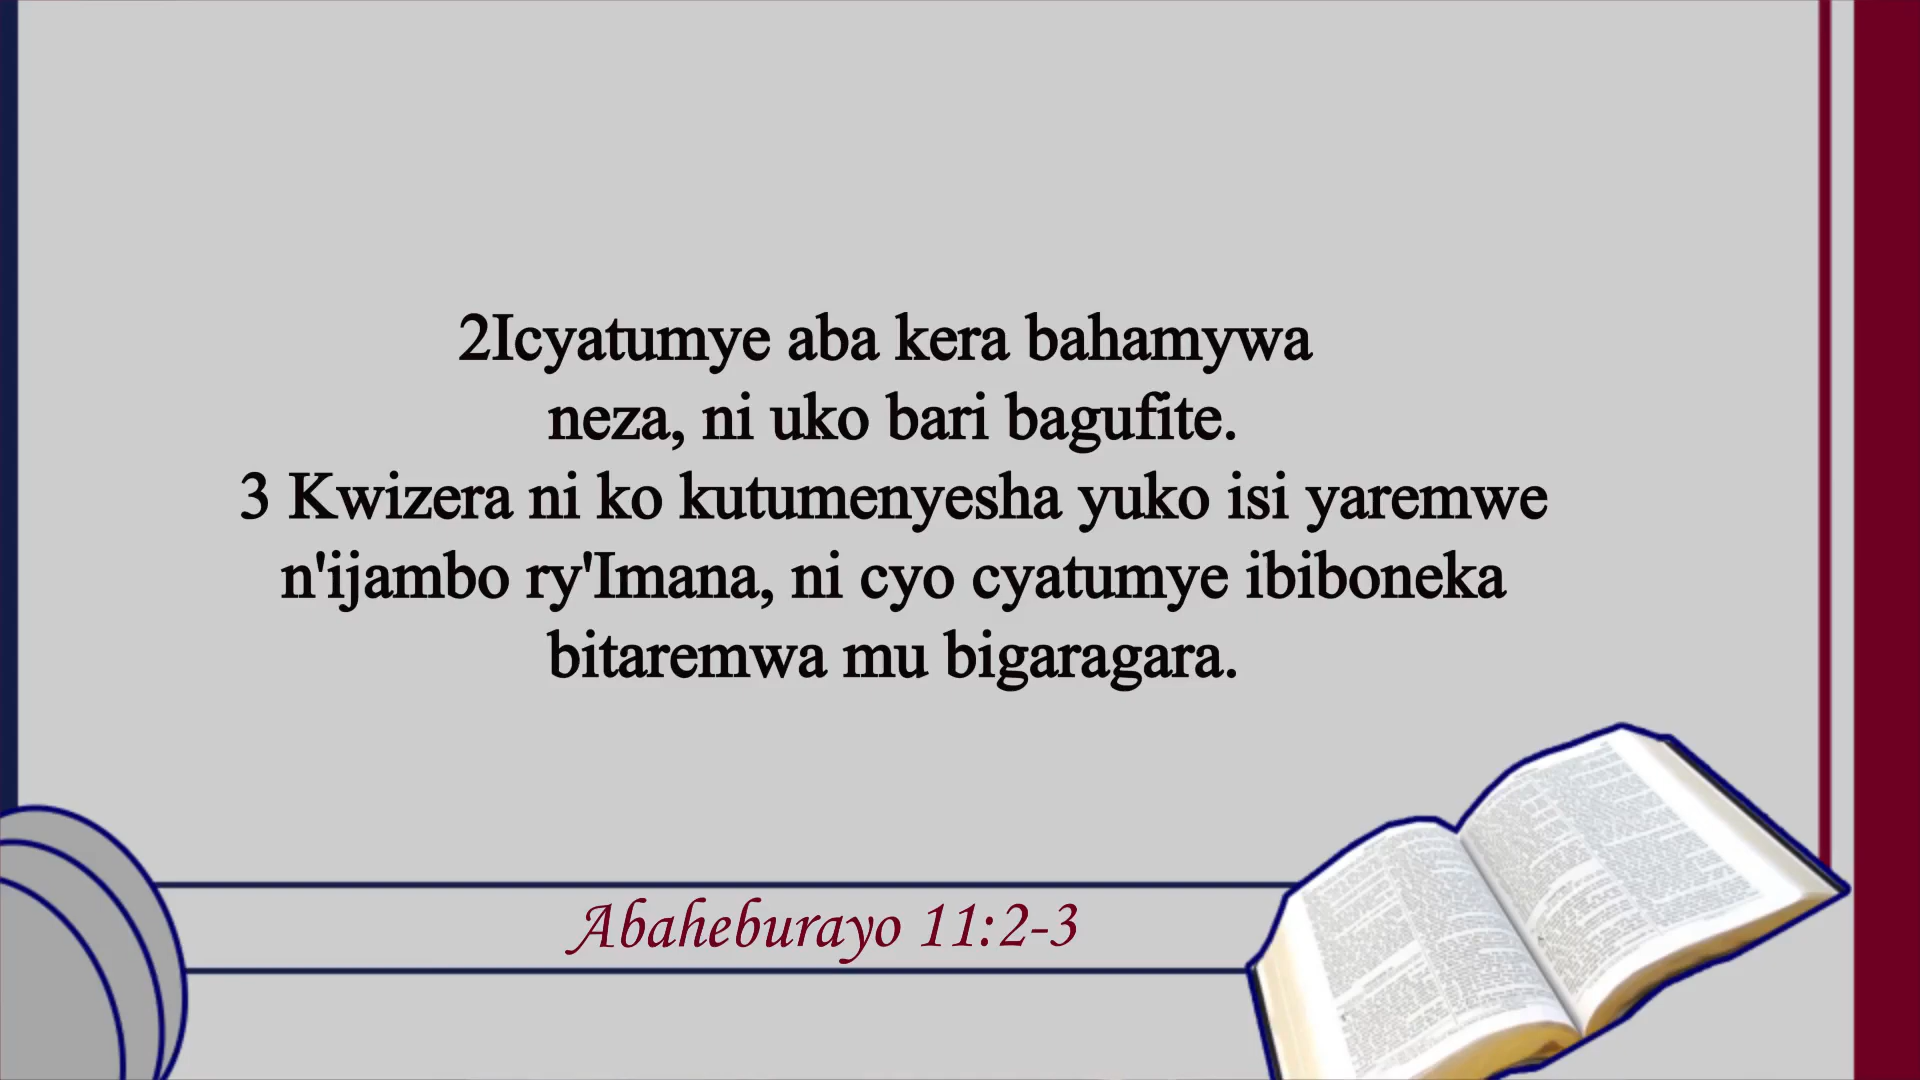 2Icyatumye aba kera bahamywa
neza, ni uko bari bagufite.
3 Kwizera ni ko kutumenyesha yuko isi yaremwe
n'ijambo ry'Imana, ni cyo cyatumye ibiboneka
bitaremwa mu bigaragara.
Abaheburayo 11:2-3